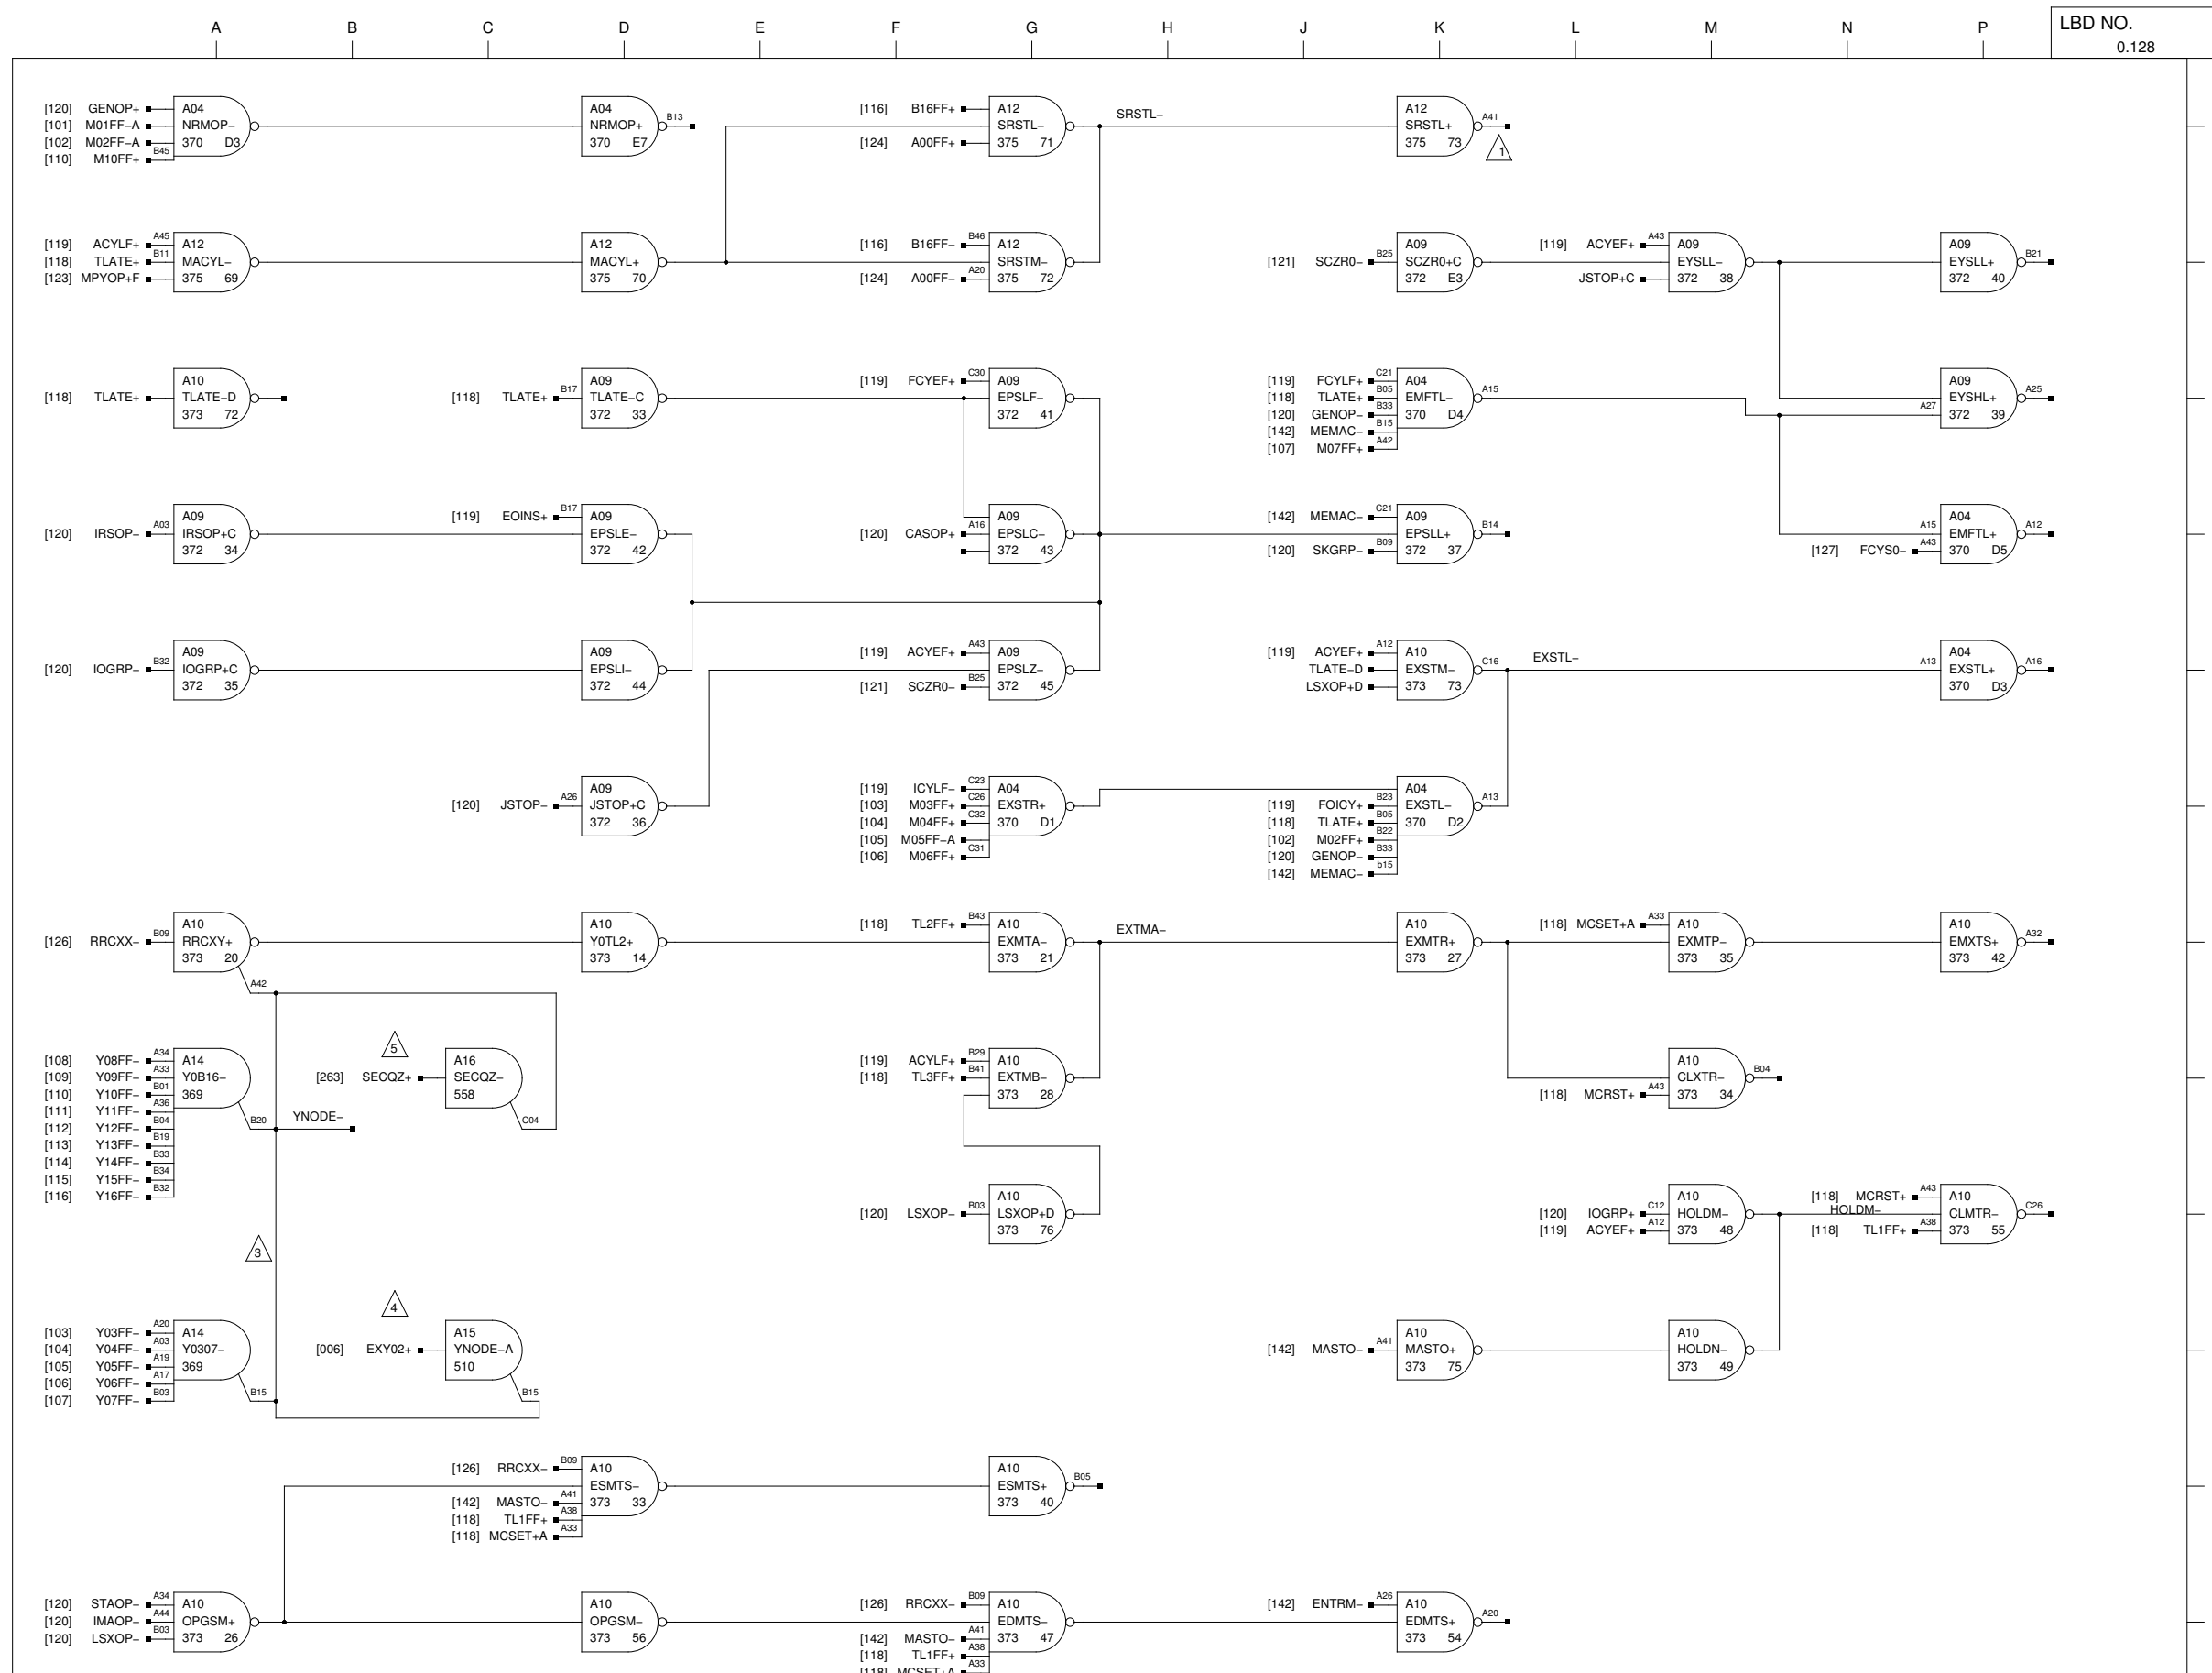 A B C D E F G H J K L M N P
LBD NO.
0.128
[120] GENOP+
[101] M01FF−A
[102] M02FF−A
[110] M10FF+ B45
A04
NRMOP−
370 D3
A04
NRMOP+
370 E7
B13
[116] B16FF+
[124] A00FF+
A12
SRSTL−
375 71
SRSTL−
A12
SRSTL+
375 73
A41
1
[119] ACYLF+ A45
[118] TLATE+ B11
[123] MPYOP+F
A12
MACYL−
375 69
A12
MACYL+
375 70
[116] B16FF− B46
[124] A00FF− A20
A12
SRSTM−
375 72
[121] SCZR0− B25
A09
SCZR0+C
372 E3
[119] ACYEF+ A43
JSTOP+C
A09
EYSLL−
372 38
A09
EYSLL+
372 40
B21
[118] TLATE+
A10
TLATE−D
373 72
[118] TLATE+ B17
A09
TLATE−C
372 33
[119] FCYEF+ C30
A09
EPSLF−
372 41
[119] FCYLF+ C21
[118] TLATE+ B05
[120] GENOP− B33
[142] MEMAC− B15
[107] M07FF+ A42
A04
EMFTL−
370 D4
A15
A27
A09
EYSHL+
372 39
A25
[120] IRSOP− A03
A09
IRSOP+C
372 34
[119] EOINS+ B17
A09
EPSLE−
372 42
[120] CASOP+ A16
A09
EPSLC−
372 43
[142] MEMAC− C21
[120] SKGRP− B09
A09
EPSLL+
372 37
B14
A15
[127] FCYS0− A43
A04
EMFTL+
370 D5
A12
[120] IOGRP− B32
A09
IOGRP+C
372 35
A09
EPSLI−
372 44
[119] ACYEF+ A43
[121] SCZR0− B25
A09
EPSLZ−
372 45
[119] ACYEF+ A12
TLATE−D
LSXOP+D
A10
EXSTM−
373 73
C16
EXSTL−
A13
A04
EXSTL+
370 D3
A16
[120] JSTOP− A26
A09
JSTOP+C
372 36
[119] ICYLF− C23
[103] M03FF+ C26
[104] M04FF+ C32
[105] M05FF−A
[106] M06FF+ C31
A04
EXSTR+
370 D1
[119] FOICY+ B23
[118] TLATE+ B05
[102] M02FF+ B22
[120] GENOP− B33
[142] MEMAC− b15
A04
EXSTL−
370 D2
A13
[126] RRCXX− B09
A10
RRCXY+
373 20
A42
A10
Y0TL2+
373 14
[118] TL2FF+ B43
A10
EXMTA−
373 21
EXTMA−
A10
EXMTR+
373 27
[118] MCSET+A A33
A10
EXMTP−
373 35
A10
EMXTS+
373 42
A32
[108] Y08FF− A34
[109] Y09FF− A33
[110] Y10FF− B01
[111] Y11FF− A36
[112] Y12FF− B04
[113] Y13FF− B19
[114] Y14FF− B33
[115] Y15FF− B34
[116] Y16FF− B32
A14
Y0B16−
369
B20
YNODE−
5
[263] SECQZ+
A16
SECQZ−
558
C04
[119] ACYLF+ B29
[118] TL3FF+ B41
A10
EXTMB−
373 28
[118] MCRST+ A43
A10
CLXTR−
373 34
B04
[120] LSXOP− B03
A10
LSXOP+D
373 76
[120] IOGRP+ C12
[119] ACYEF+ A12
A10
HOLDM−
373 48
[118] MCRST+ A43
HOLDM−
[118] TL1FF+ A38
A10
CLMTR−
373 55
C26
3
4
[103] Y03FF− A20
[104] Y04FF− A03
[105] Y05FF− A19
[106] Y06FF− A17
[107] Y07FF− B03
A14
Y0307−
369
B15
[006] EXY02+
A15
YNODE−A
510
B15
[142] MASTO− A41
A10
MASTO+
373 75
A10
HOLDN−
373 49
[126] RRCXX− B09
[142] MASTO− A41
[118] TL1FF+ A38
[118] MCSET+A A33
A10
ESMTS−
373 33
A10
ESMTS+
373 40
B05
[120] STAOP− A34
[120] IMAOP− A44
[120] LSXOP− B03
A10
OPGSM+
373 26
A10
OPGSM−
373 56
[126] RRCXX− B09
[142] MASTO− A41
[118] TL1FF+ A38
[118] MCSET+A A33
A10
EDMTS−
373 47
[142] ENTRM− A26
A10
EDMTS+
373 54
A20